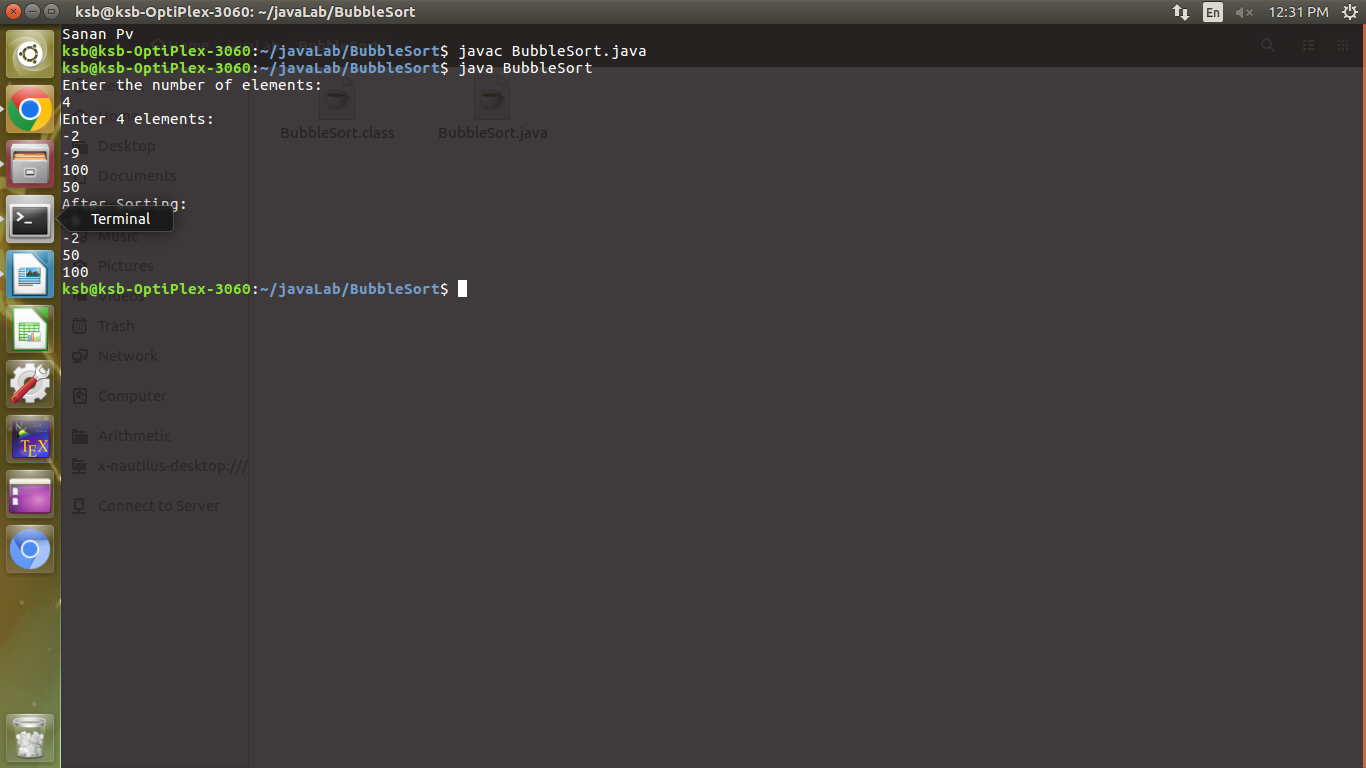 ksb@ksb-OptiPlex-3060: ~/javaLab/BubbleSort
En
12:31 PM
Sanan Pv
ksb@ksb-OptiPlex-3060:~/javaLab/BubbleSort$ javac BubbleSort.java
ksb@ksb-OptiPlex-3060:~/javaLab/BubbleSort$ java BubbleSort
Enter the number of elements:
4
Enter 4 elements:
-2
-9
100
50
After Sorting:
Terminal
-2
50
100
ksb@ksb-OptiPlex-3060:~/javaLab/BubbleSort$
BubbleSort.class
BubbleSort.java
Desktop
Documents
Music
Pictures
Videos
Trash
Network
Computer
Arithmetic
x-nautilus-desktop:///
Connect to Server
TEX